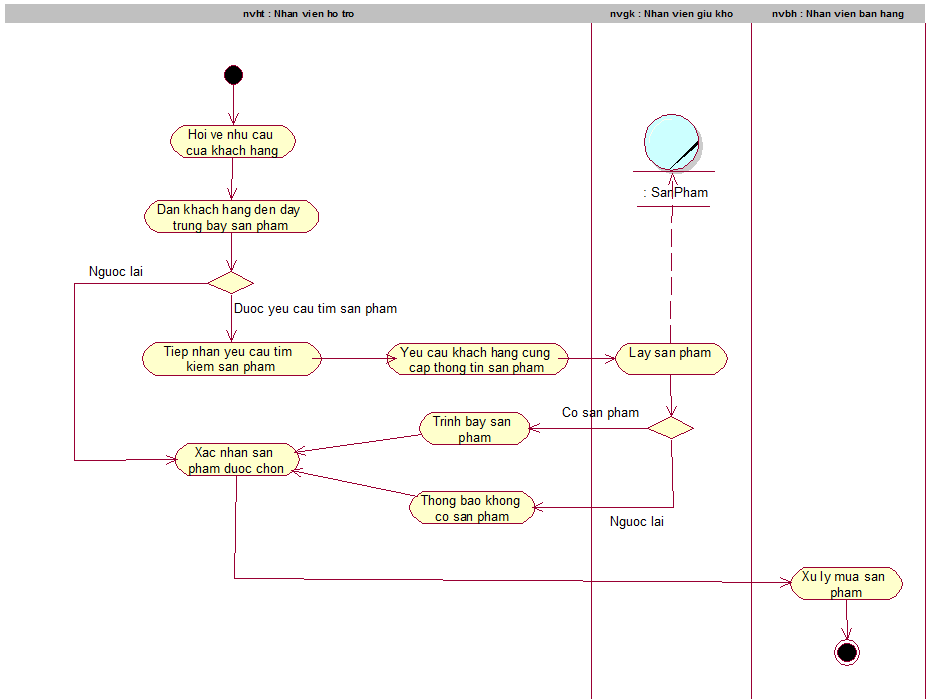 nvht : Nhan vien ho tro
nvgk : Nhan vien giu kho
nvbh : Nhan vien ban hang
Hoi ve nhu cau
cua khach hang
: SanPham
Dan khach hang den day
trung bay san pham
Nguoc lai
Duoc yeu cau tim san pham
Tiep nhan yeu cau tim
kiem san pham
Yeu cau khach hang cung
cap thong tin san pham
Lay san pham
Co san pham
Trinh bay san
pham
Xac nhan san
pham duoc chon
Thong bao khong
co san pham
Nguoc lai
Xu ly mua san
pham